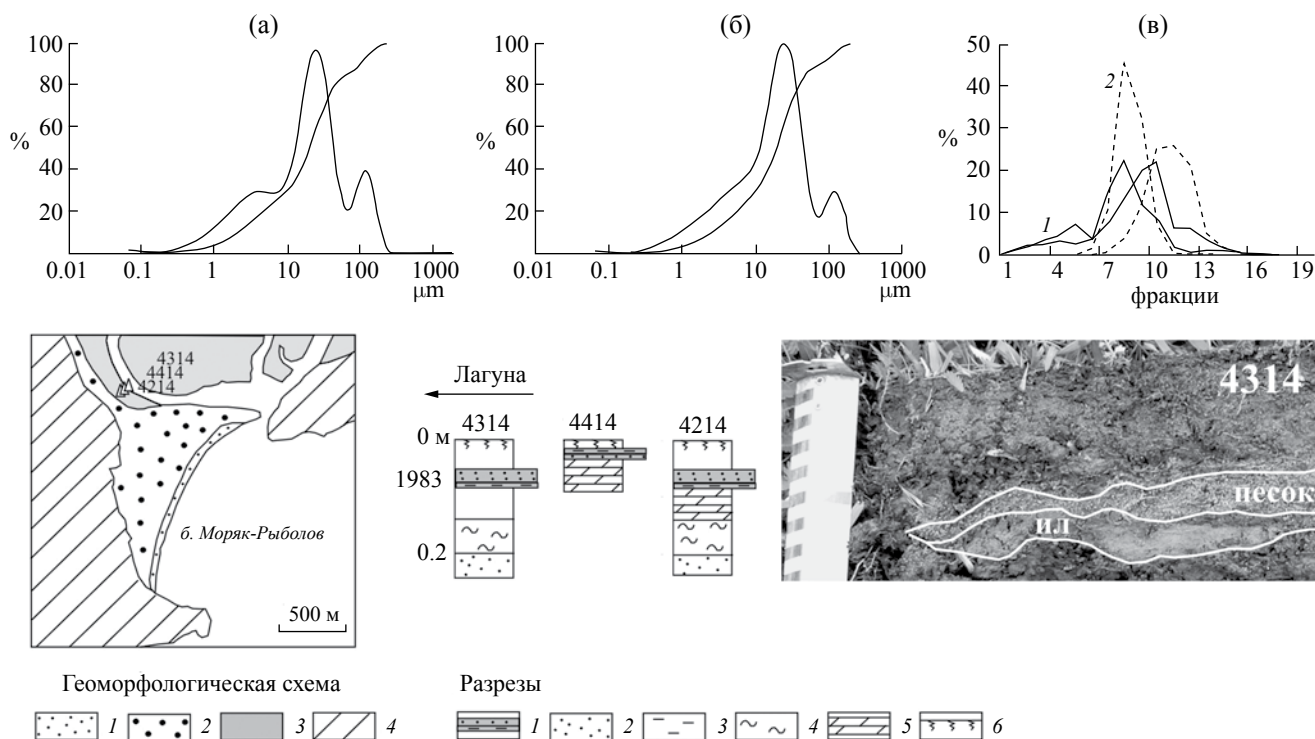 (а)
100
80
60
%
40
20
0.01 0.1 1 10 100 1000
μm
(б)
100
80
60
%
40
20
0.01 0.1 1 10 100 1000
μm
(в)
50
40
%
30
20
10
0
2
1
1 4 7 10 13 16 19
фракции
4314
4414
4214
б. Моряк-Рыболов
500 м
Лагуна
4314 4414 4214
0 м
1983
0.2
4314
песок
ил
Геоморфологическая схема
1 2 3 4
Разрезы
1 2 3 4 5 6